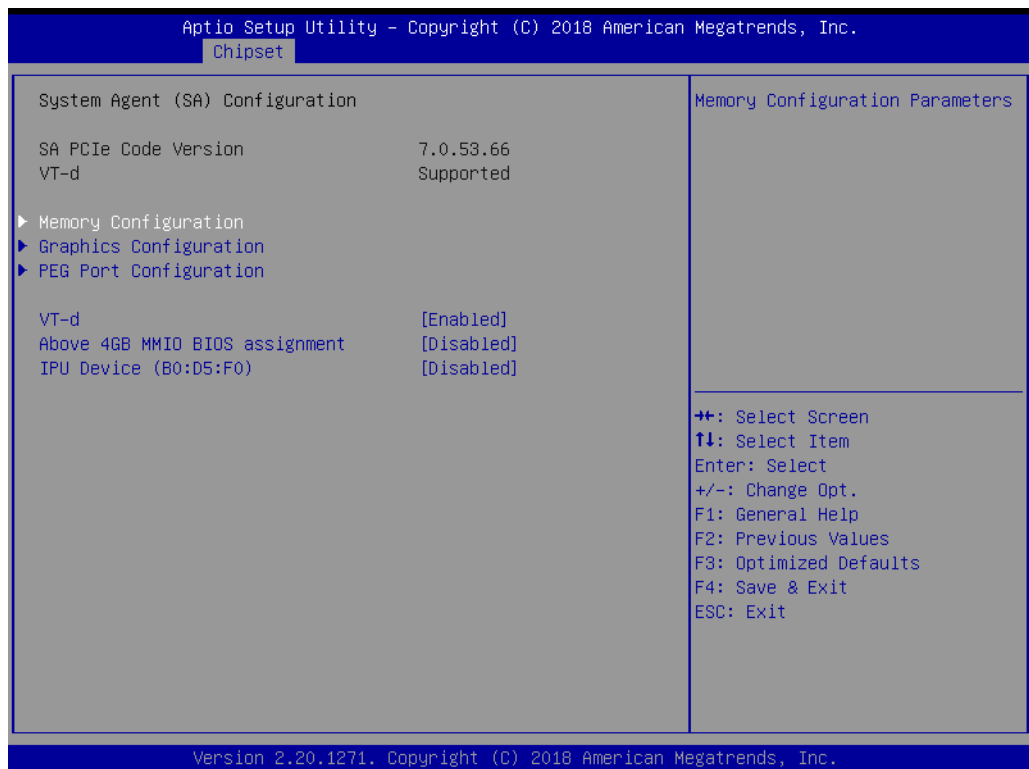 Aptio Setup Utility – Copyright (C) 2018 American Megatrends, Inc.
Chipset
System Agent (SA) Configuration
SA PCIe Code Version 7.0.53.66
VT-d Supported
Memory Configuration
Graphics Configuration
PEG Port Configuration
VT-d [Enabled]
Above 4GB MMIO BIOS assignment [Disabled]
IPU Device (B0:D5:F0) [Disabled]
Memory Configuration Parameters
→←: Select Screen
↑↓: Select Item
Enter: Select
+/-: Change Opt.
F1: General Help
F2: Previous Values
F3: Optimized Defaults
F4: Save & Exit
ESC: Exit
Version 2.20.1271. Copyright (C) 2018 American Megatrends, Inc.